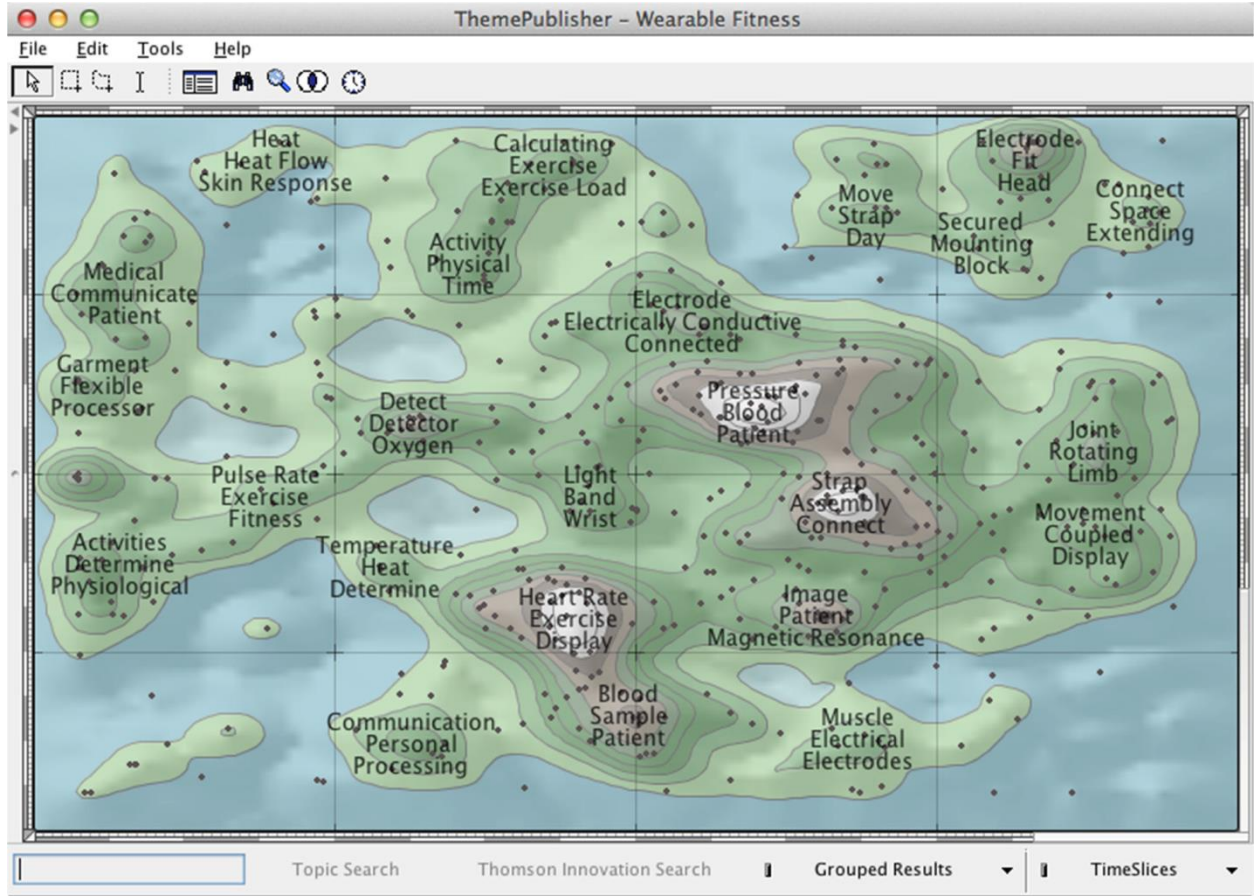 ThemePublisher – Wearable Fitness
File Edit Tools Help
Heat
Heat Flow
Skin Response
Calculating
Exercise
Exercise Load
Electrode
Fit
Head
Move
Strap
Day
Connect
Space
Extending
Secured
Mounting
Block
Activity
Physical
Time
Medical
Communicate
Patient
Electrode
Electrically Conductive
Connected
Garment
Flexible
Processor
Detect
Detector
Oxygen
Pressure
Blood
Patient
Joint
Rotating
Limb
Pulse Rate
Exercise
Fitness
Light
Band
Wrist
Strap
Assembly
Connect
Movement
Coupled
Display
Activities
Determine
Physiological
Temperature
Heat
Determine
Heart Rate
Exercise
Display
Image
Patient
Magnetic Resonance
Blood
Sample
Patient
Communication
Personal
Processing
Muscle
Electrical
Electrodes
Topic Search Thomson Innovation Search Grouped Results TimeSlices